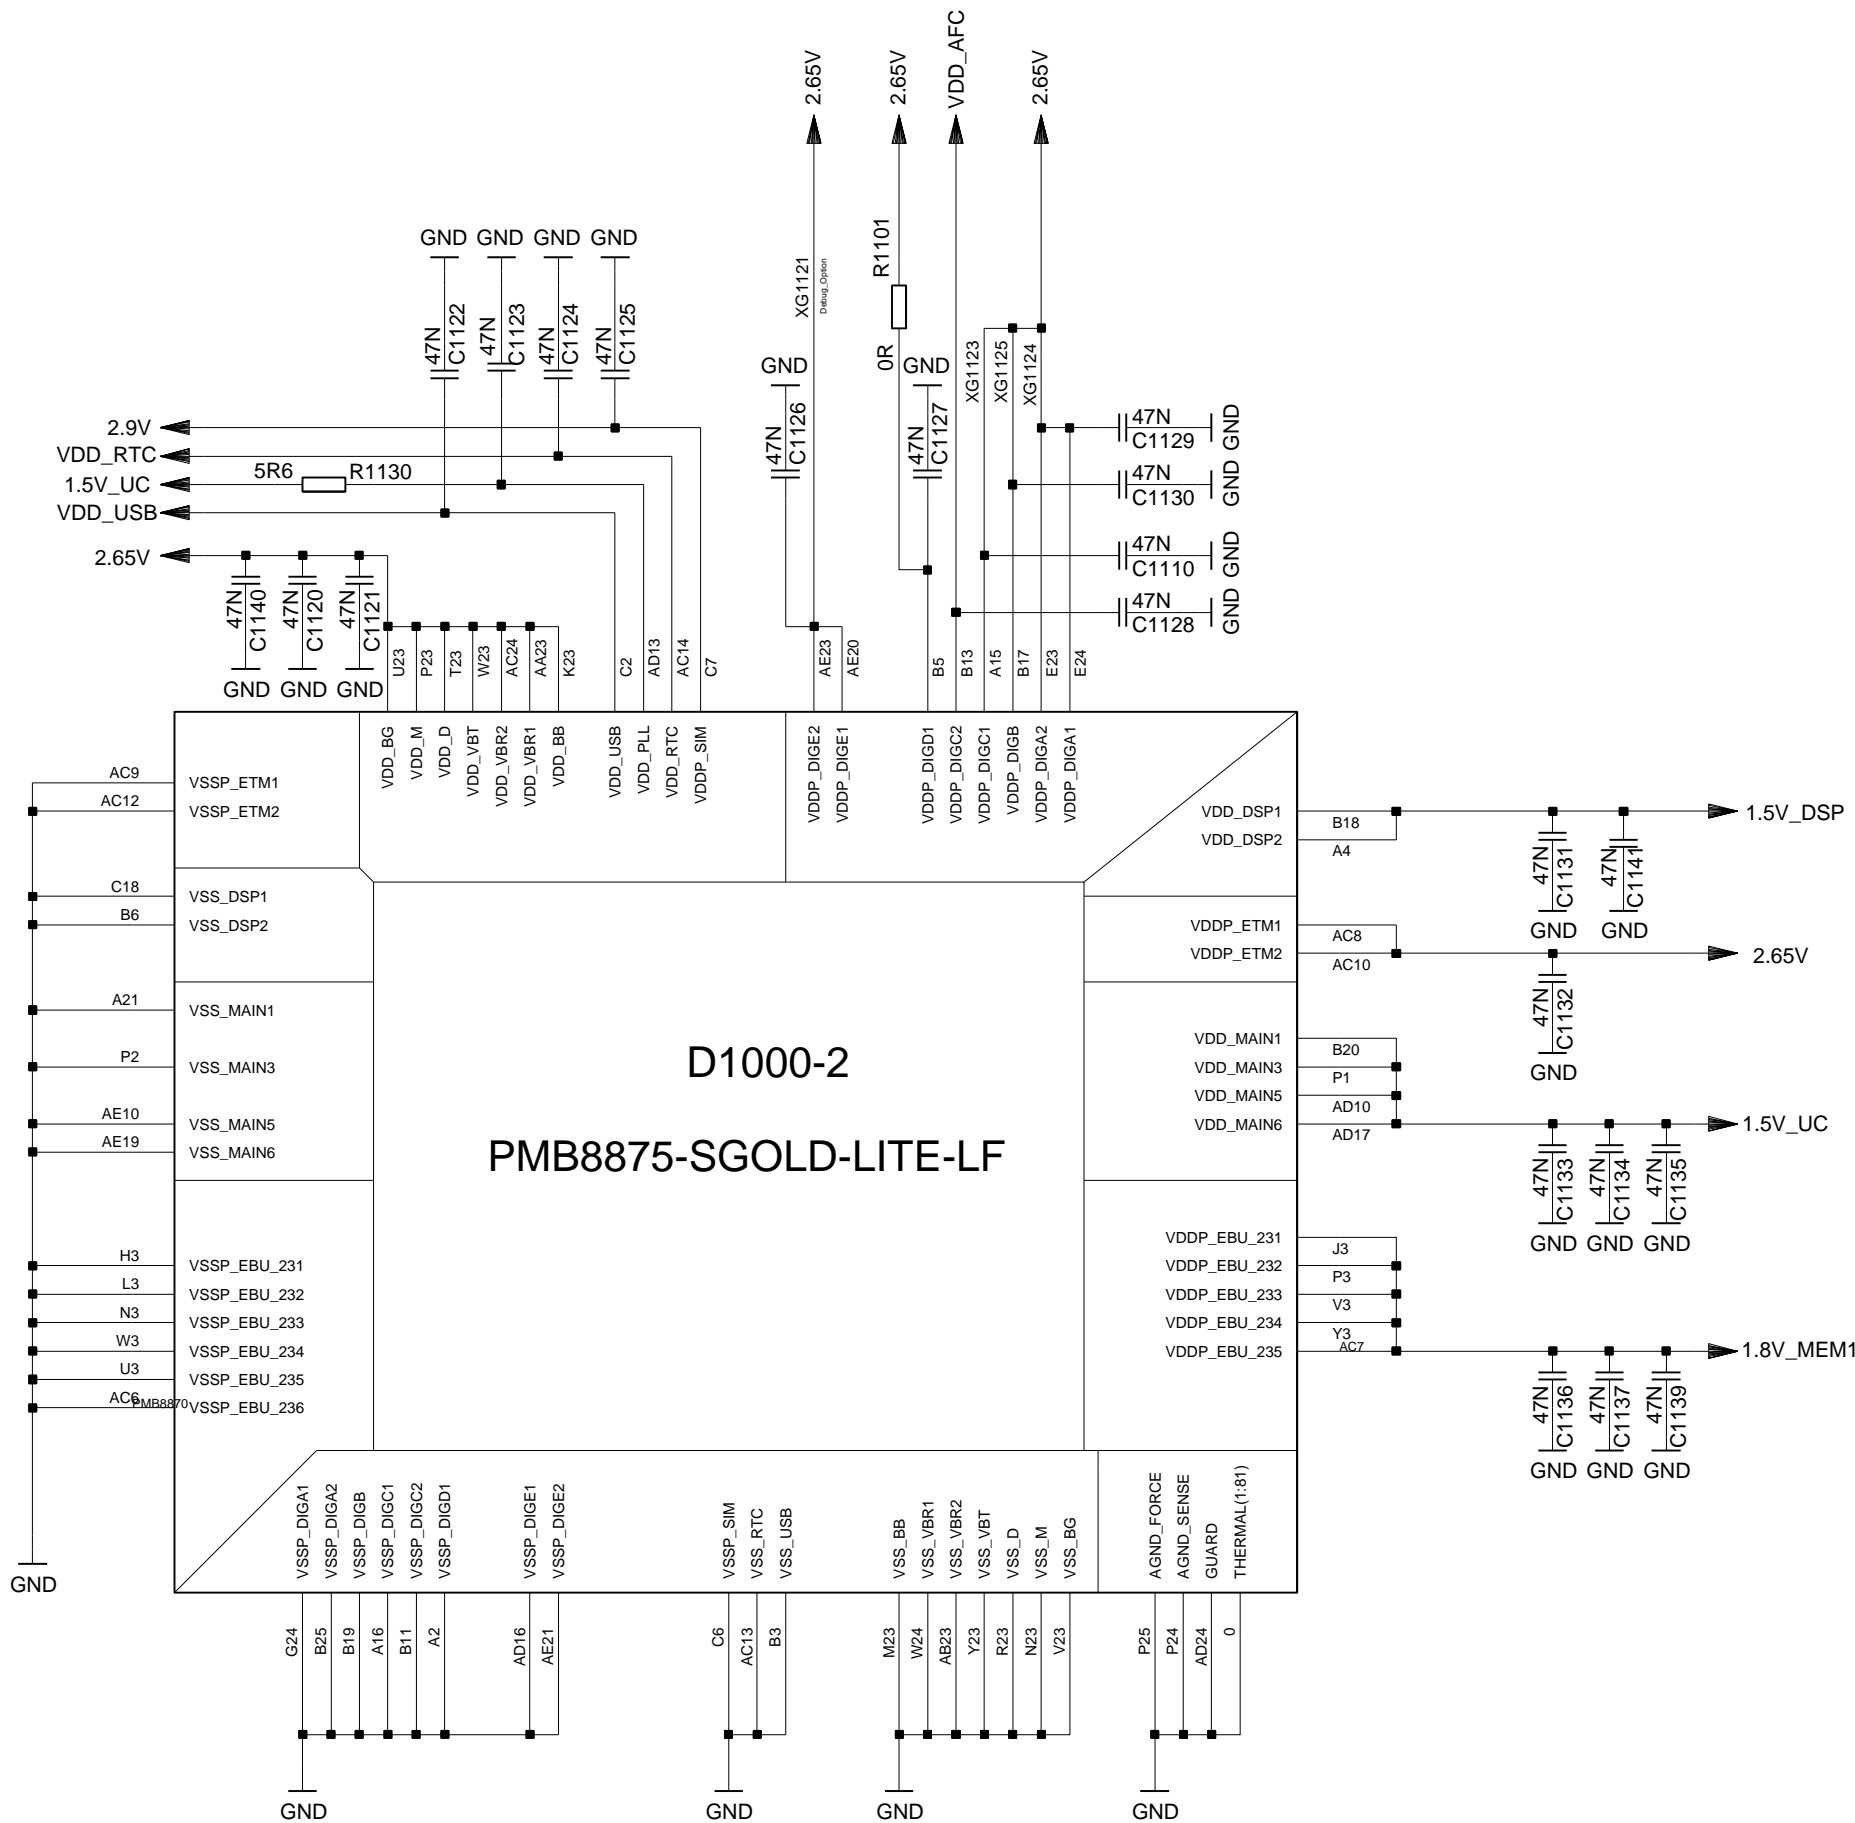 2.65V
2.65V
VDD_AFC
2.65V
GND GND GND GND
47N C1122
47N C1123
47N C1124
47N C1125
XG1121
Debug_Option
R1101
0R
XG1123
XG1125
XG1124
GND
47N C1126
GND
47N C1127
2.9V
VDD_RTC
1.5V_UC
VDD_USB
2.65V
5R6
R1130
47N C1129 GND
47N C1130 GND
47N C1110 GND
47N C1128 GND
47N C1140
47N C1120
47N C1121
GND GND GND
U23
P23
T23
W23
AC24
AA23
K23
C2
AD13
AC14
C7
AE23
AE20
B5
B13
A15
B17
E23
E24
VDD_BG
VDD_M
VDD_D
VDD_VBT
VDD_VBR2
VDD_VBR1
VDD_BB
VDD_USB
VDD_PLL
VDD_RTC
VDDP_SIM
VDDP_DIGE2
VDDP_DIGE1
VDDP_DIGD1
VDDP_DIGC2
VDDP_DIGC1
VDDP_DIGB
VDDP_DIGA2
VDDP_DIGA1
AC9 VSSP_ETM1
AC12 VSSP_ETM2
C18 VSS_DSP1
B6 VSS_DSP2
A21 VSS_MAIN1
P2 VSS_MAIN3
AE10 VSS_MAIN5
AE19 VSS_MAIN6
H3 VSSP_EBU_231
L3 VSSP_EBU_232
N3 VSSP_EBU_233
W3 VSSP_EBU_234
U3 VSSP_EBU_235
AC6 VSSP_EBU_236
PMB8870
GND
D1000-2
PMB8875-SGOLD-LITE-LF
VDD_DSP1 B18
VDD_DSP2 A4
1.5V_DSP
47N C1131
47N C1141
GND GND
VDDP_ETM1 AC8
VDDP_ETM2 AC10
2.65V
47N C1132
GND
VDD_MAIN1 B20
VDD_MAIN3 P1
VDD_MAIN5 AD10
VDD_MAIN6 AD17
1.5V_UC
47N C1133
47N C1134
47N C1135
GND GND GND
VDDP_EBU_231 J3
VDDP_EBU_232 P3
VDDP_EBU_233 V3
VDDP_EBU_234 Y3
VDDP_EBU_235 AC7
1.8V_MEM1
47N C1136
47N C1137
47N C1139
GND GND GND
VSSP_DIGA1
VSSP_DIGA2
VSSP_DIGB
VSSP_DIGC1
VSSP_DIGC2
VSSP_DIGD1
VSSP_DIGE1
VSSP_DIGE2
VSSP_SIM
VSS_RTC
VSS_USB
VSS_BB
VSS_VBR1
VSS_VBR2
VSS_VBT
VSS_D
VSS_M
VSS_BG
AGND_FORCE
AGND_SENSE
GUARD
THERMAL(1:81)
G24
B25
B19
A16
B11
A2
AD16
AE21
C6
AC13
B3
M23
W24
AB23
Y23
R23
N23
V23
P25
P24
AD24
0
GND GND GND GND